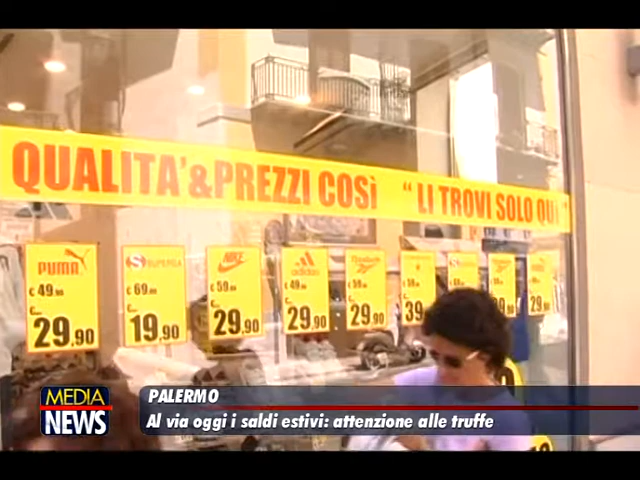 QUALITA'&PREZZI COSÌ "LI TROVI SOLO QUI"
PUMA
€ 49.90
29,90
SUPERGA
€ 69.90
19,90
NIKE
€ 59.90
29,90
adidas
€ 49.90
29,90
Reebok
€ 59.90
29,90
39
29,90
MEDIA
NEWS
PALERMO
Al via oggi i saldi estivi: attenzione alle truffe